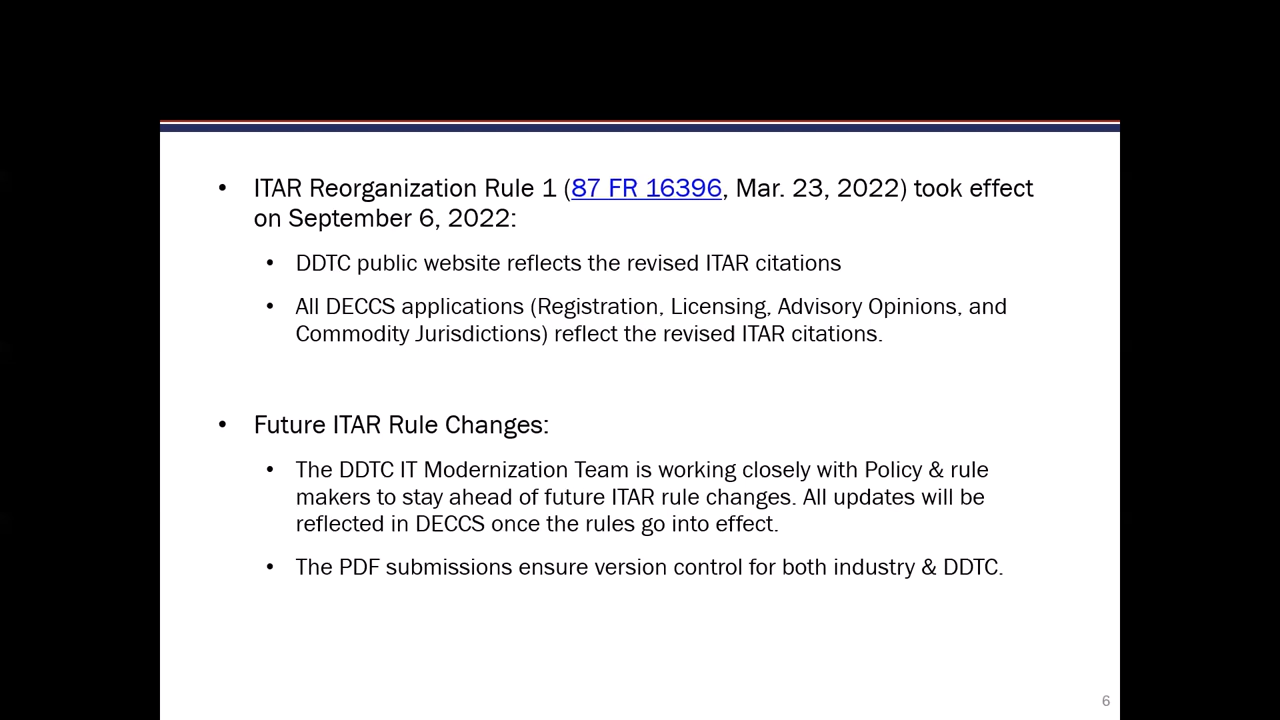 • ITAR Reorganization Rule 1 (87 FR 16396, Mar. 23, 2022) took effect
on September 6, 2022:
• DDTC public website reflects the revised ITAR citations
• All DECCS applications (Registration, Licensing, Advisory Opinions, and
Commodity Jurisdictions) reflect the revised ITAR citations.
• Future ITAR Rule Changes:
• The DDTC IT Modernization Team is working closely with Policy & rule
makers to stay ahead of future ITAR rule changes. All updates will be
reflected in DECCS once the rules go into effect.
• The PDF submissions ensure version control for both industry & DDTC.
6